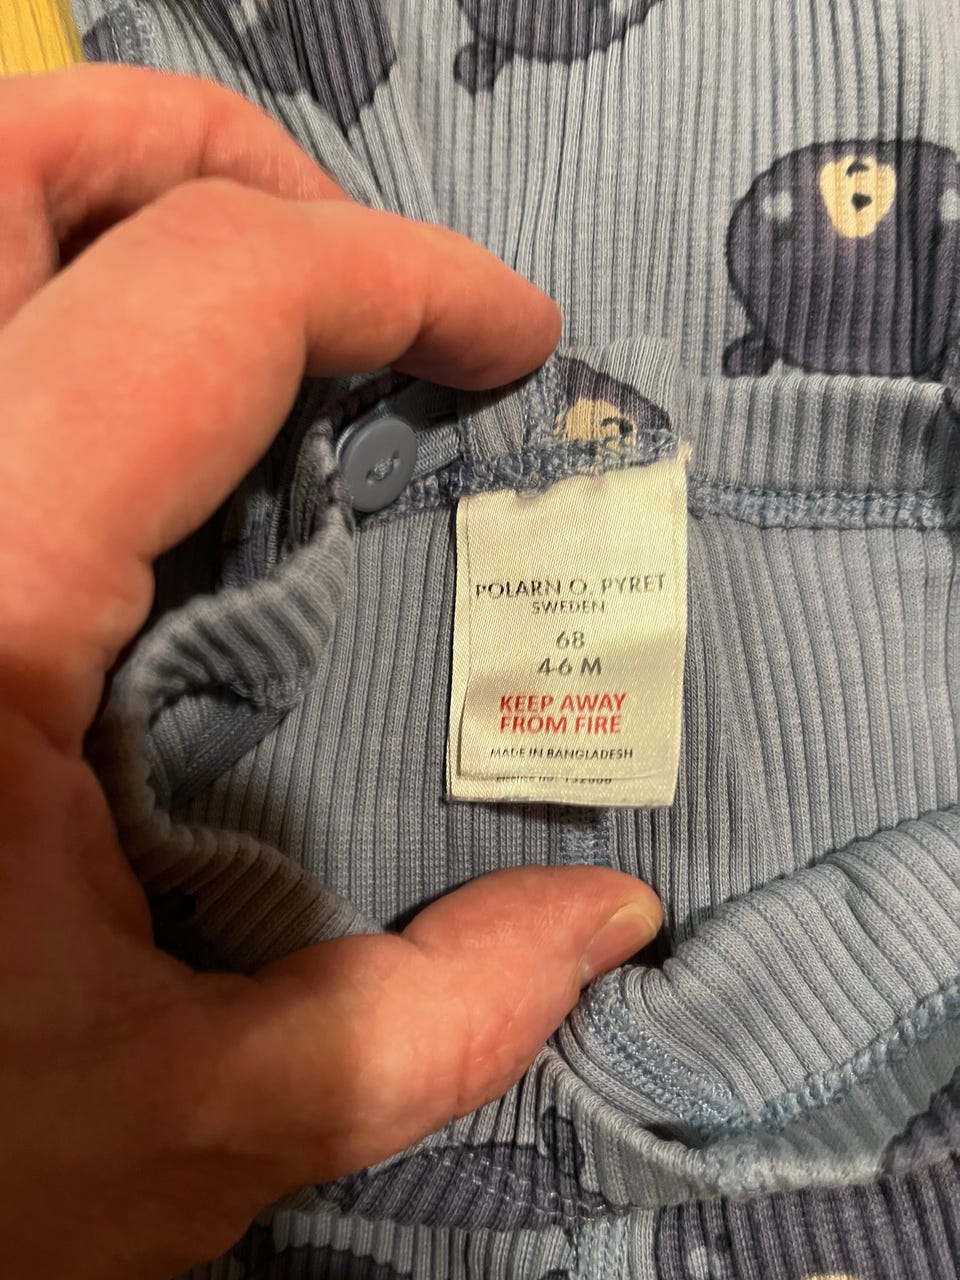 POLARN O. PYRET
SWEDEN
68
4-6 M
KEEP AWAY
FROM FIRE
MADE IN BANGLADESH